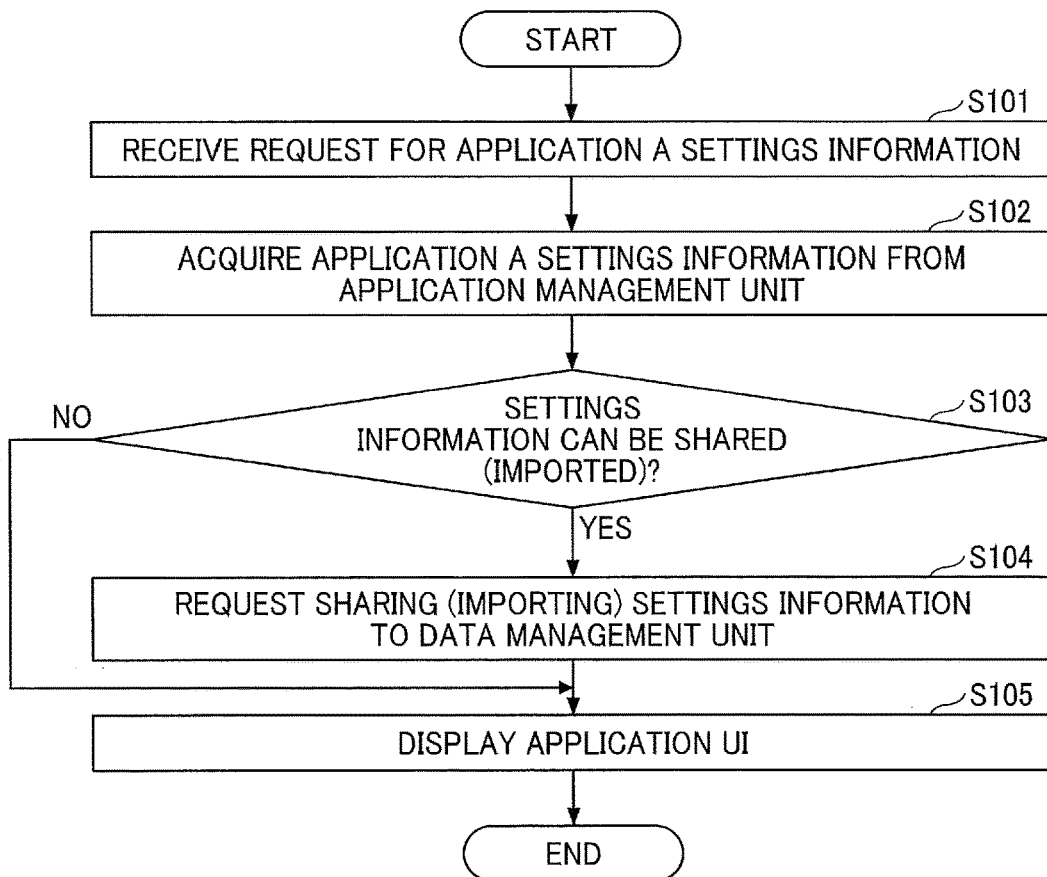 START
S101
RECEIVE REQUEST FOR APPLICATION A SETTINGS INFORMATION
S102
ACQUIRE APPLICATION A SETTINGS INFORMATION FROM
APPLICATION MANAGEMENT UNIT
S103
NO
SETTINGS
INFORMATION CAN BE SHARED
(IMPORTED)?
YES
S104
REQUEST SHARING (IMPORTING) SETTINGS INFORMATION
TO DATA MANAGEMENT UNIT
S105
DISPLAY APPLICATION UI
END